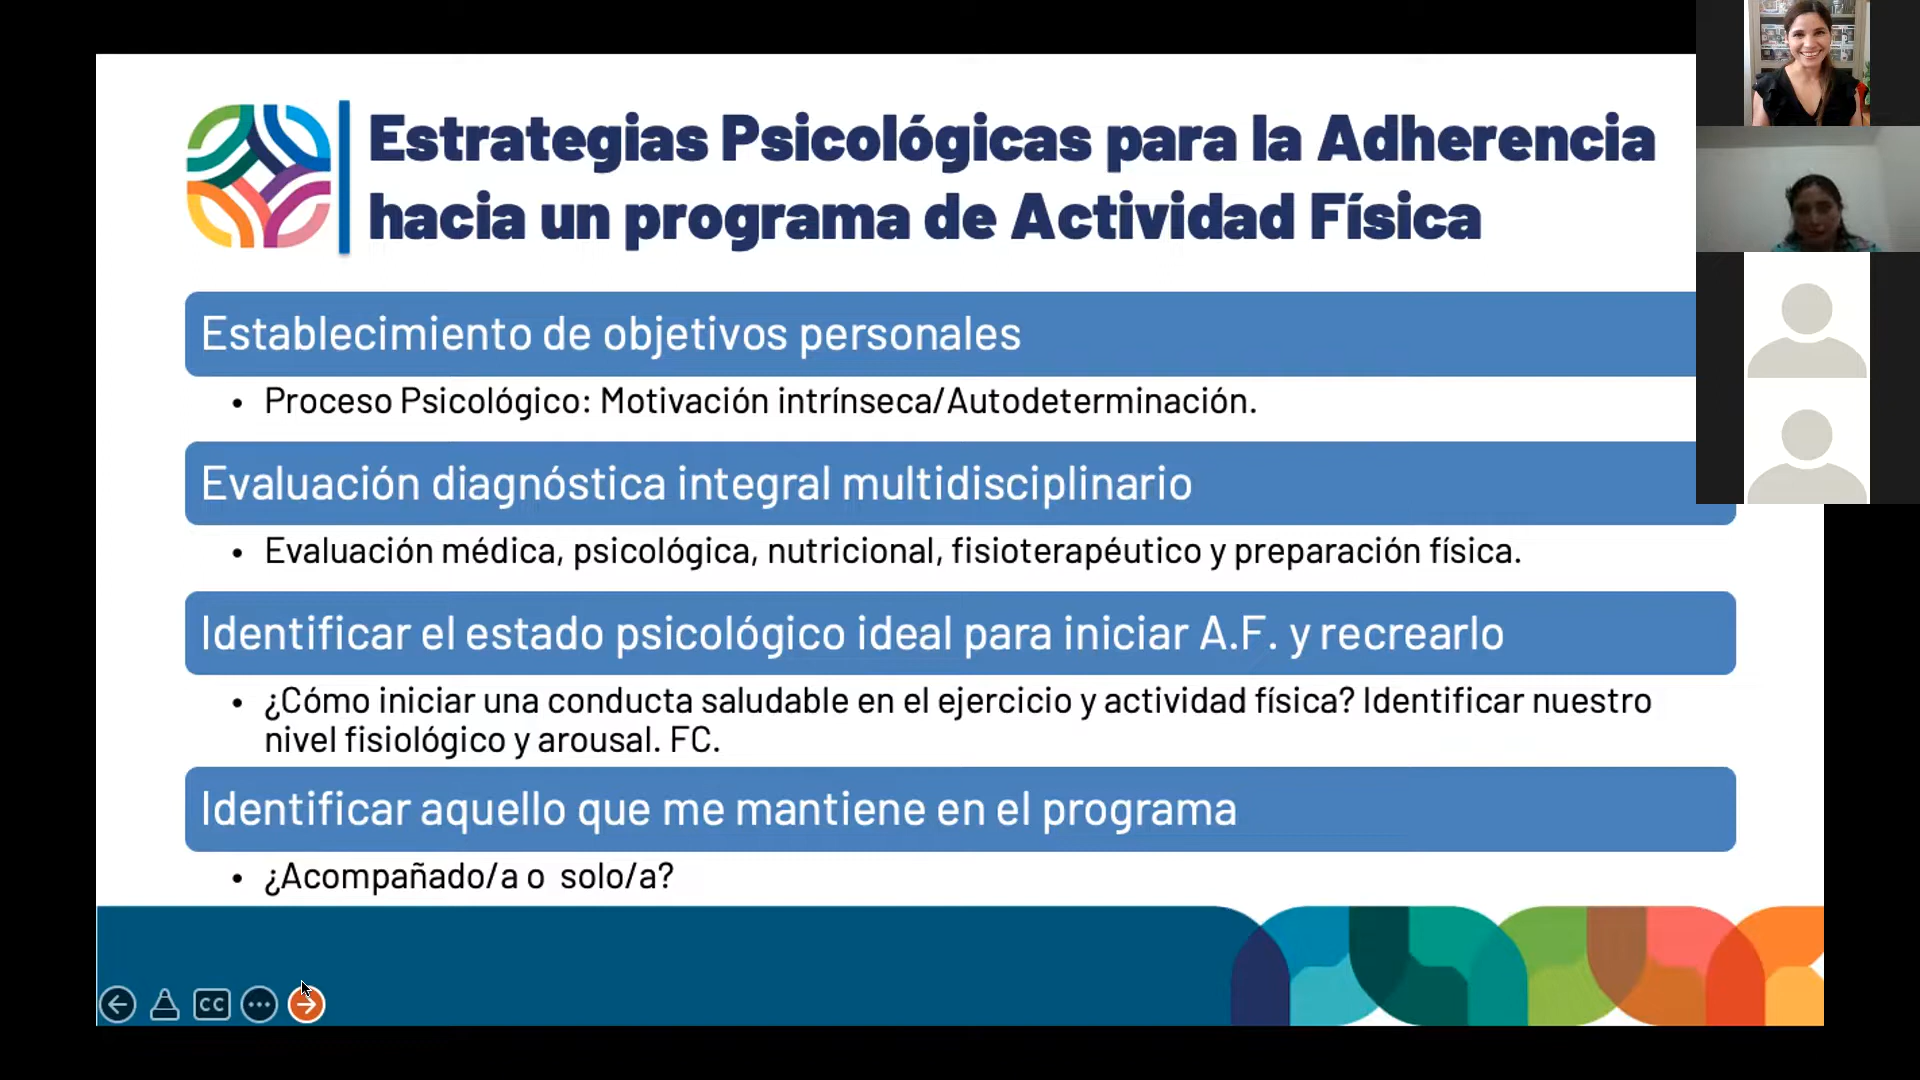 Estrategias Psicológicas para la Adherencia
hacia un programa de Actividad Física
Establecimiento de objetivos personales
• Proceso Psicológico: Motivación intrínseca/Autodeterminación.
Evaluación diagnóstica integral multidisciplinario
• Evaluación médica, psicológica, nutricional, fisioterapéutico y preparación física.
Identificar el estado psicológico ideal para iniciar A.F. y recrearlo
• ¿Cómo iniciar una conducta saludable en el ejercicio y actividad física? Identificar nuestro
nivel fisiológico y arousal. FC.
Identificar aquello que me mantiene en el programa
• ¿Acompañado/a o  solo/a?
CC